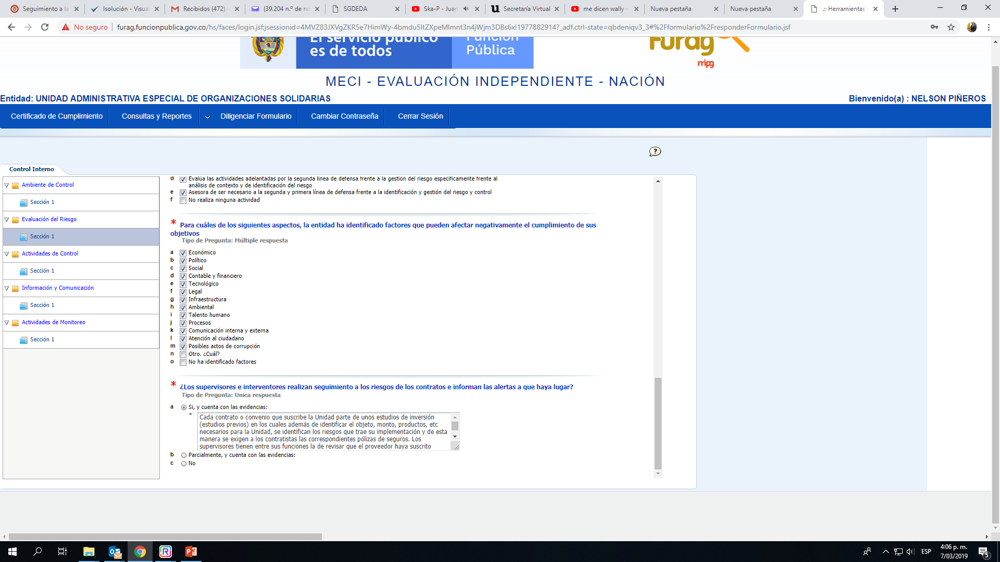 Seguimiento a la
Isolución - Visual
Recibidos (472) -
(39.204 n.º de no
SGDEDA
Ska-P - Juan
Secretaría Virtual
me dicen wally -
Nueva pestaña
Nueva pestaña
.:: Herramientas
No seguro
furag.funcionpublica.gov.co/hs/faces/login.jsf;jsessionid=4MVZ83JXVgZKR5e7HimWy-4bmdu5ltZXpeMlmnt3n4jWjm3DBs6x!1977882914?_adf.ctrl-state=qbdeniqv3_3#%2Fformulario%2FresponderFormulario.jsf
El servicio público
es de todos
Función
Pública
Furag
mipg
MECI - EVALUACIÓN INDEPENDIENTE - NACIÓN
Entidad: UNIDAD ADMINISTRATIVA ESPECIAL DE ORGANIZACIONES SOLIDARIAS
Bienvenido(a) : NELSON PIÑEROS
Certificado de Cumplimiento
Consultas y Reportes
Diligenciar Formulario
Cambiar Contraseña
Cerrar Sesión
?
Control Interno
Ambiente de Control
Sección 1
Evaluación del Riesgo
Sección 1
Actividades de Control
Sección 1
Información y Comunicación
Sección 1
Actividades de Monitoreo
Sección 1
d Evalúa las actividades adelantadas por la segunda línea de defensa frente a la gestión del riesgo específicamente frente al
análisis de contexto y de identificación del riesgo
e Asesora de ser necesario a la segunda y primera línea de defensa frente a la identificación y gestión del riesgo y control
f No realiza ninguna actividad
* Para cuáles de los siguientes aspectos, la entidad ha identificado factores que pueden afectar negativamente el cumplimiento de sus
objetivos
Tipo de Pregunta: Múltiple respuesta
a Económico
b Político
c Social
d Contable y financiero
e Tecnológico
f Legal
g Infraestructura
h Ambiental
i Talento humano
j Procesos
k Comunicación interna y externa
l Atención al ciudadano
m Posibles actos de corrupción
n Otro. ¿Cuál?
o No ha identificado factores
* ¿Los supervisores e interventores realizan seguimiento a los riesgos de los contratos e informan las alertas a que haya lugar?
Tipo de Pregunta: Unica respuesta
a Si, y cuenta con las evidencias:
* Cada contrato o convenio que suscribe la Unidad parte de unos estudios de inversión
(estudios previos) en los cuales además de identificar el objeto, monto, productos, etc
necesarios para la Unidad, se identifican los riesgos que trae su implementación y de esta
manera se exigen a los contratistas las correspondientes pólizas de seguros. Los
supervisores tienen entre sus funciones la de revisar que el proveedor haya suscrito
b Parcialmente, y cuenta con las evidencias:
c No
ESP
4:06 p. m.
7/03/2019
5